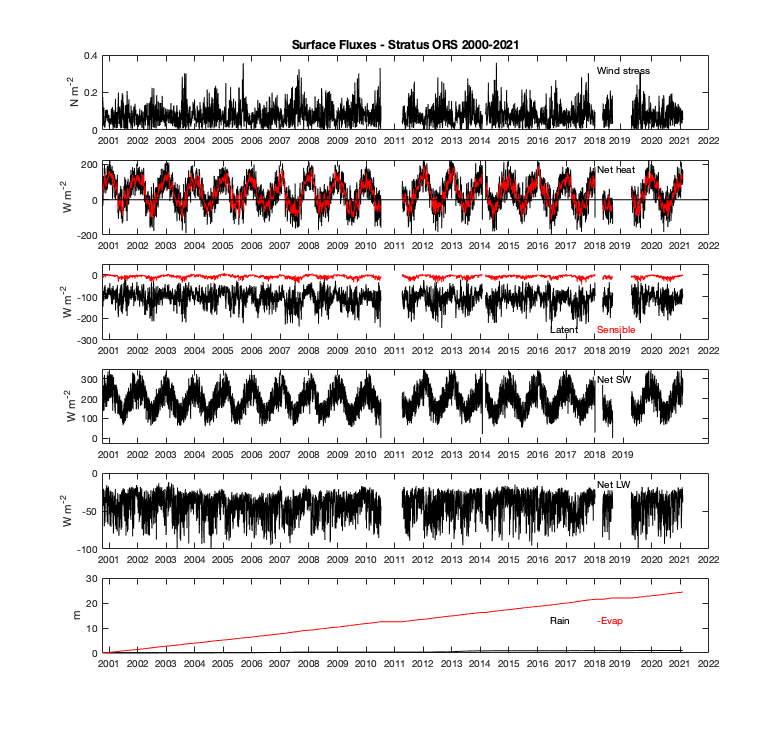 Surface Fluxes - Stratus ORS 2000-2021
0.4
Wind stress
0.2
N m-2
0
2001 2002 2003 2004 2005 2006 2007 2008 2009 2010 2011 2012 2013 2014 2015 2016 2017 2018 2019 2020 2021 2022
200
Net heat
0
W m-2
-200
2001 2002 2003 2004 2005 2006 2007 2008 2009 2010 2011 2012 2013 2014 2015 2016 2017 2018 2019 2020 2021 2022
0
-100
W m-2
-200
Latent Sensible
-300
2001 2002 2003 2004 2005 2006 2007 2008 2009 2010 2011 2012 2013 2014 2015 2016 2017 2018 2019 2020 2021 2022
300
Net SW
200
W m-2
100
0
2001 2002 2004 2005 2006 2007 2008 2009 2010 2011 2012 2013 2014 2015 2016 2017 2018 2019
0
Net LW
-50
W m-2
-100
2001 2002 2003 2004 2005 2006 2007 2008 2009 2010 2011 2012 2013 2014 2015 2016 2017 2018 2019 2020 2021 2022
30
20
m
10
Rain -Evap
0
2001 2002 2003 2004 2005 2006 2007 2008 2009 2010 2011 2012 2013 2014 2015 2016 2017 2018 2019 2020 2021 2022